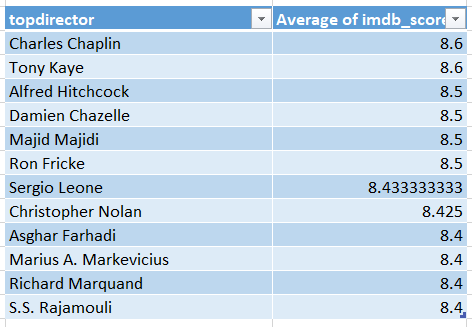 topdirector Average of imdb_score
Charles Chaplin 8.6
Tony Kaye 8.6
Alfred Hitchcock 8.5
Damien Chazelle 8.5
Majid Majidi 8.5
Ron Fricke 8.5
Sergio Leone 8.433333333
Christopher Nolan 8.425
Asghar Farhadi 8.4
Marius A. Markevicius 8.4
Richard Marquand 8.4
S.S. Rajamouli 8.4